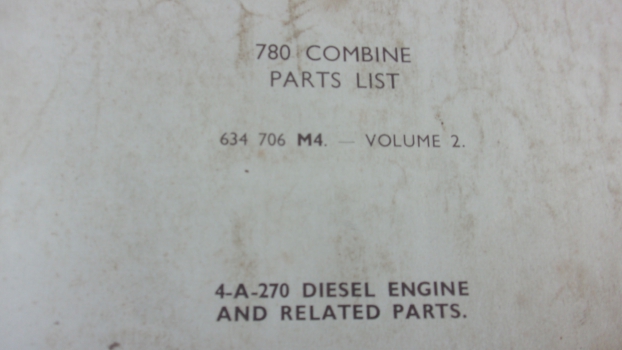 780 COMBINE
PARTS LIST
634 706 M4. — VOLUME 2.
4-A-270 DIESEL ENGINE
AND RELATED PARTS.